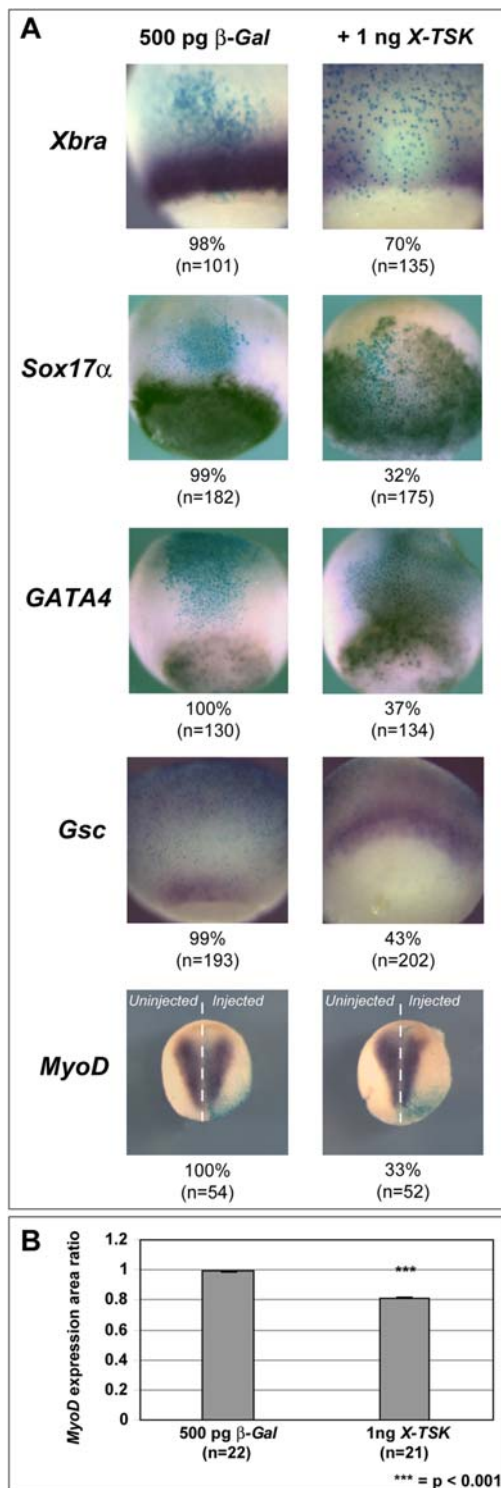 A
500 pg β-Gal + 1 ng X-TSK
Xbra
98% 70%
(n=101) (n=135)
Sox17α
99% 32%
(n=182) (n=175)
GATA4
100% 37%
(n=130) (n=134)
Gsc
99% 43%
(n=193) (n=202)
Uninjected Injected Uninjected Injected
MyoD
100% 33%
(n=54) (n=52)
B
MyoD expression area ratio
1.2
1
0.8
0.6
0.4
0.2
0
***
500 pg β-Gal 1ng X-TSK
(n=22) (n=21)
*** = p < 0.001